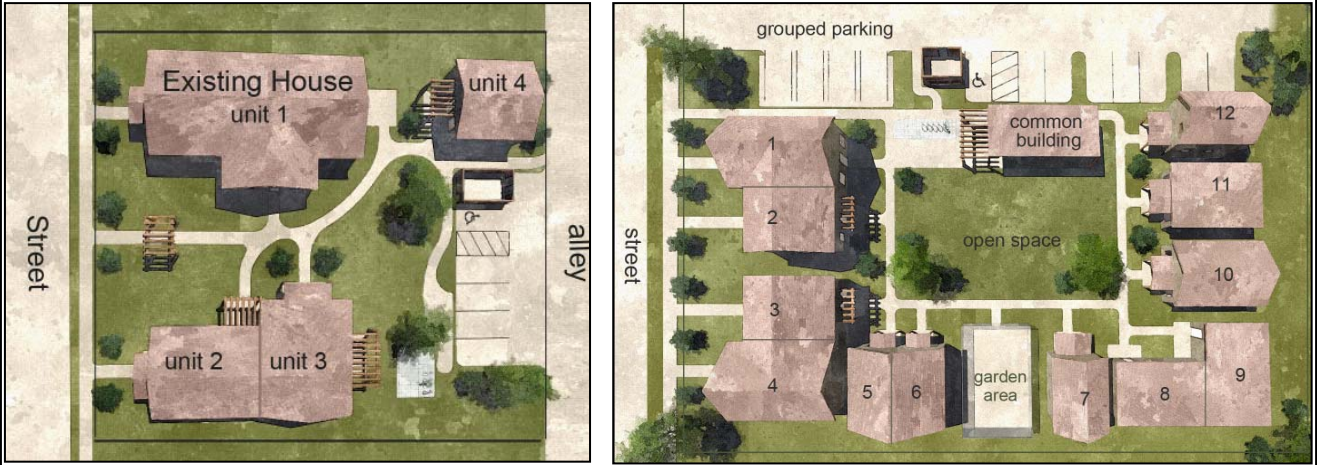 Existing House
unit 1
unit 4
Street
alley
unit 2
unit 3
grouped parking
common
building
12
1
11
2
street
open space
10
3
4
5
6
garden
area
7
8
9